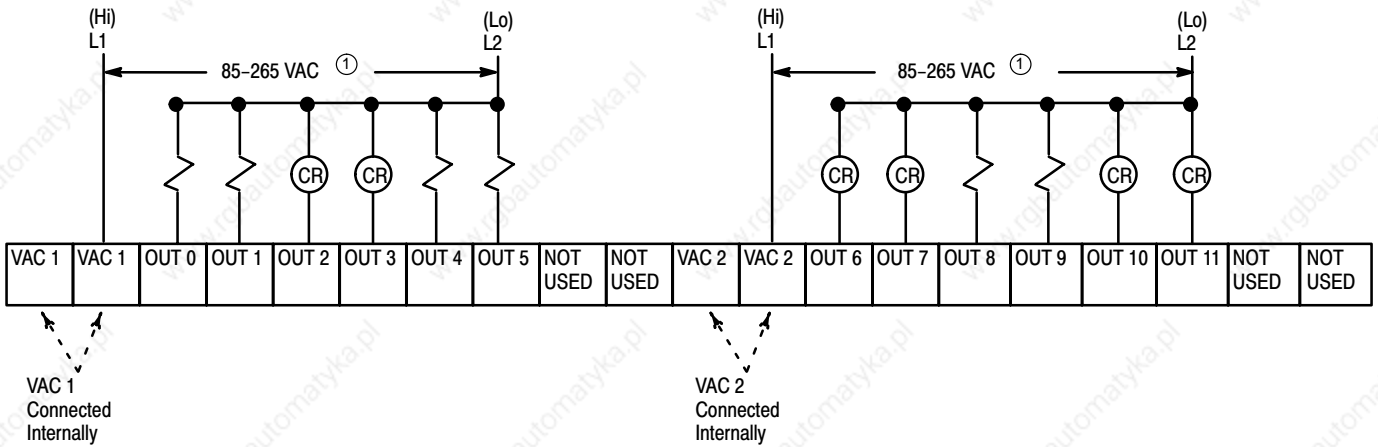 (Hi)
L1
(Lo)
L2
85–265 VAC ①
(Hi)
L1
(Lo)
L2
85–265 VAC ①
CR CR CR CR CR CR
VAC 1 VAC 1 OUT 0 OUT 1 OUT 2 OUT 3 OUT 4 OUT 5 NOT USED NOT USED VAC 2 VAC 2 OUT 6 OUT 7 OUT 8 OUT 9 OUT 10 OUT 11 NOT USED NOT USED
VAC 1
Connected
Internally
VAC 2
Connected
Internally
www.rgbautomatyka.pl